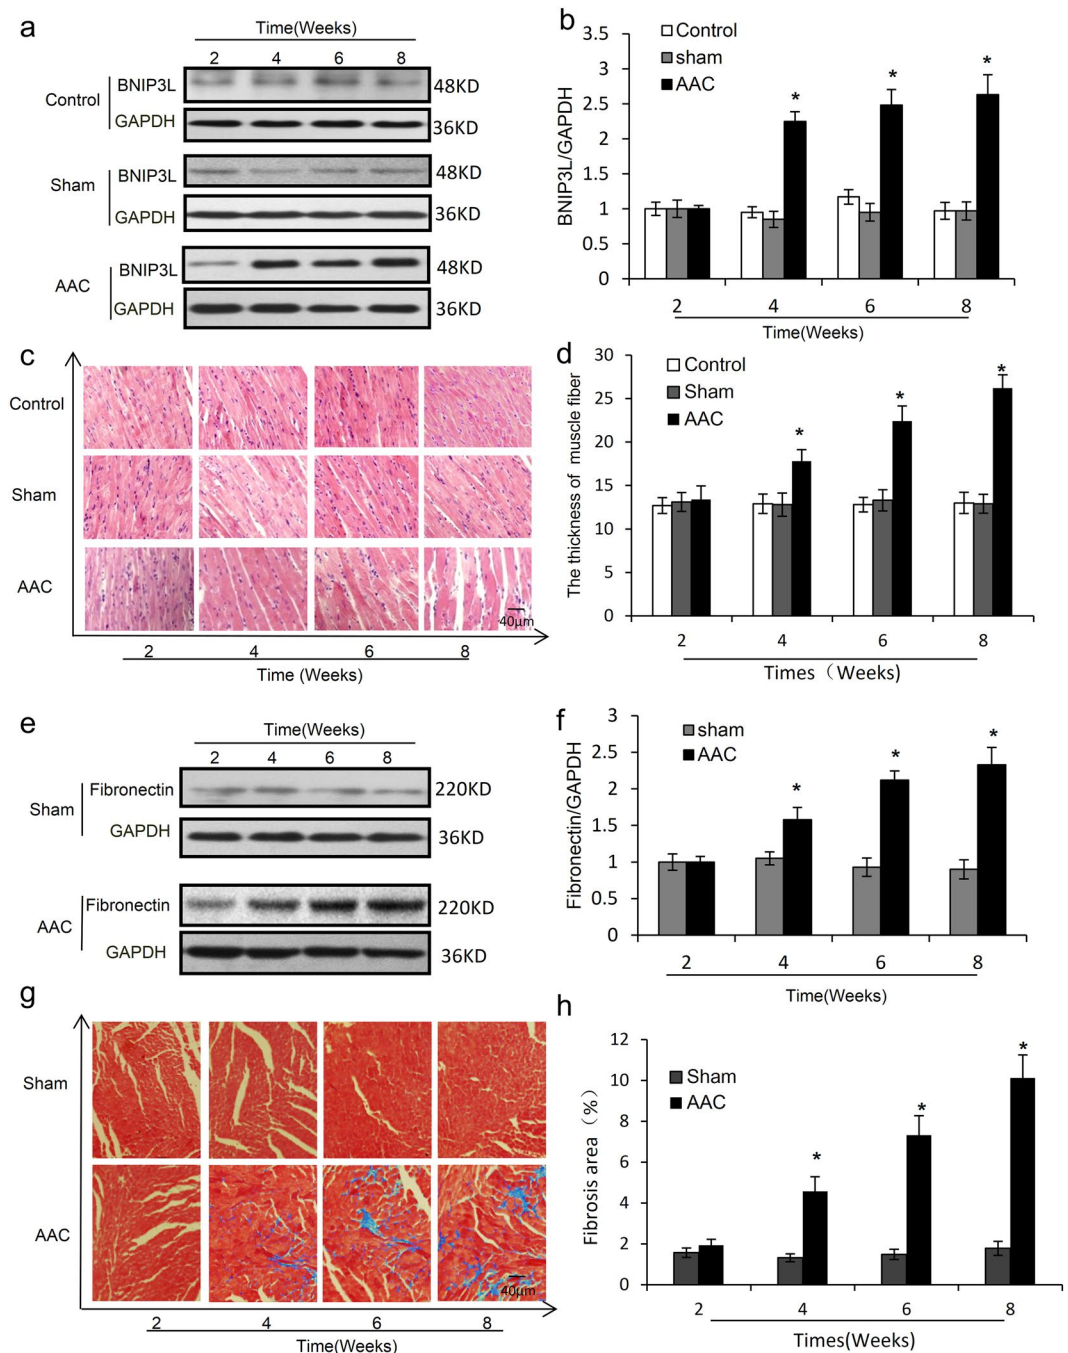 a
Time(Weeks)
2 4 6 8
Control
BNIP3L 48KD
GAPDH 36KD
Sham
BNIP3L 48KD
GAPDH 36KD
AAC
BNIP3L 48KD
GAPDH 36KD
b
Control
sham
AAC
BNIP3L/GAPDH
3.5
3
2.5
2
1.5
1
0.5
0
* * *
2 4 6 8
Time(Weeks)
c
Control
Sham
AAC
40μm
2 4 6 8
Time (Weeks)
d
Control
Sham
AAC
The thickness of muscle fiber
30
25
20
15
10
5
0
* * *
2 4 6 8
Times（Weeks)
e
Time(Weeks)
2 4 6 8
Sham
Fibronectin 220KD
GAPDH 36KD
AAC
Fibronectin 220KD
GAPDH 36KD
f
sham
AAC
Fibronectin/GAPDH
3
2.5
2
1.5
1
0.5
0
* * *
2 4 6 8
Time(Weeks)
g
Sham
AAC
40μm
2 4 6 8
Time(Weeks)
h
Sham
AAC
Fibrosis area（%）
12
10
8
6
4
2
0
* * *
2 4 6 8
Times(Weeks)